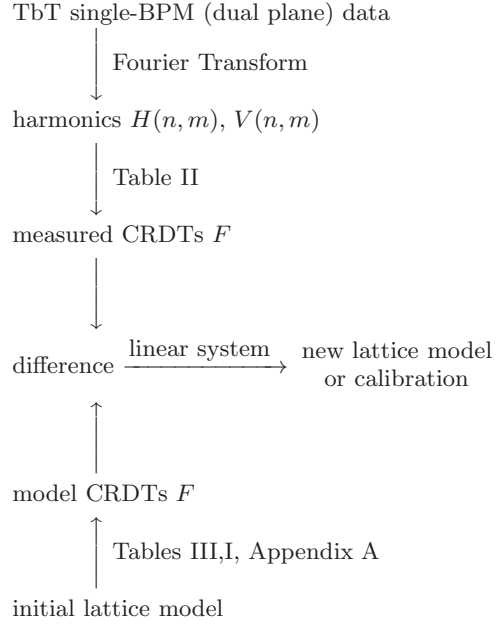 TbT single-BPM (dual plane) data
Fourier Transform
harmonics H(n, m), V(n, m)
Table II
measured CRDTs F
difference
linear system
new lattice model
or calibration
model CRDTs F
Tables III,I, Appendix A
initial lattice model